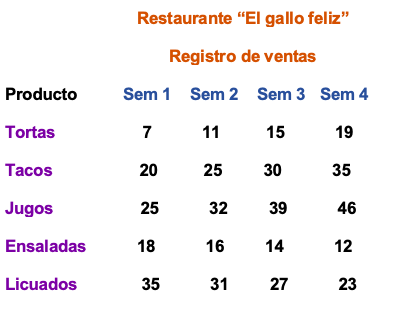 Restaurante “El gallo feliz”
Registro de ventas
Producto Sem 1 Sem 2 Sem 3 Sem 4
Tortas 7 11 15 19
Tacos 20 25 30 35
Jugos 25 32 39 46
Ensaladas 18 16 14 12
Licuados 35 31 27 23